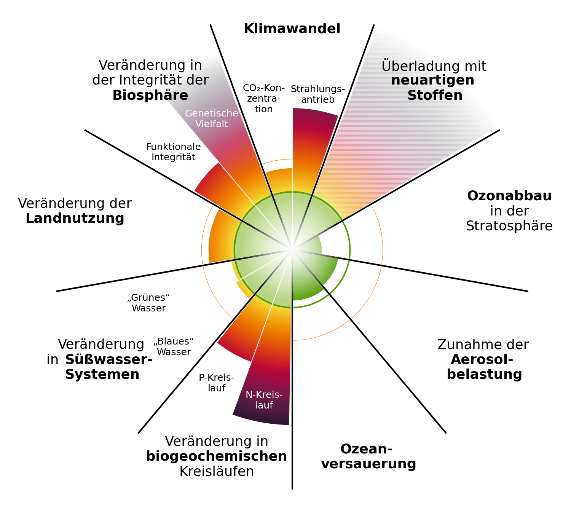 Klimawandel
CO₂-Kon-
zentra-
tion
Strahlungs-
antrieb
Überladung mit
neuartigen
Stoffen
Ozonabbau
in der
Stratosphäre
Zunahme der
Aerosol-
belastung
Ozean-
versauerung
Veränderung in
biogeochemischen
Kreisläufen
P-Kreis-
lauf
N-Kreis-
lauf
Veränderung
in Süßwasser-
Systemen
„Grünes“
Wasser
„Blaues“
Wasser
Veränderung der
Landnutzung
Veränderung in
der Integrität der
Biosphäre
Funktionale
Integrität
Genetische
Vielfalt